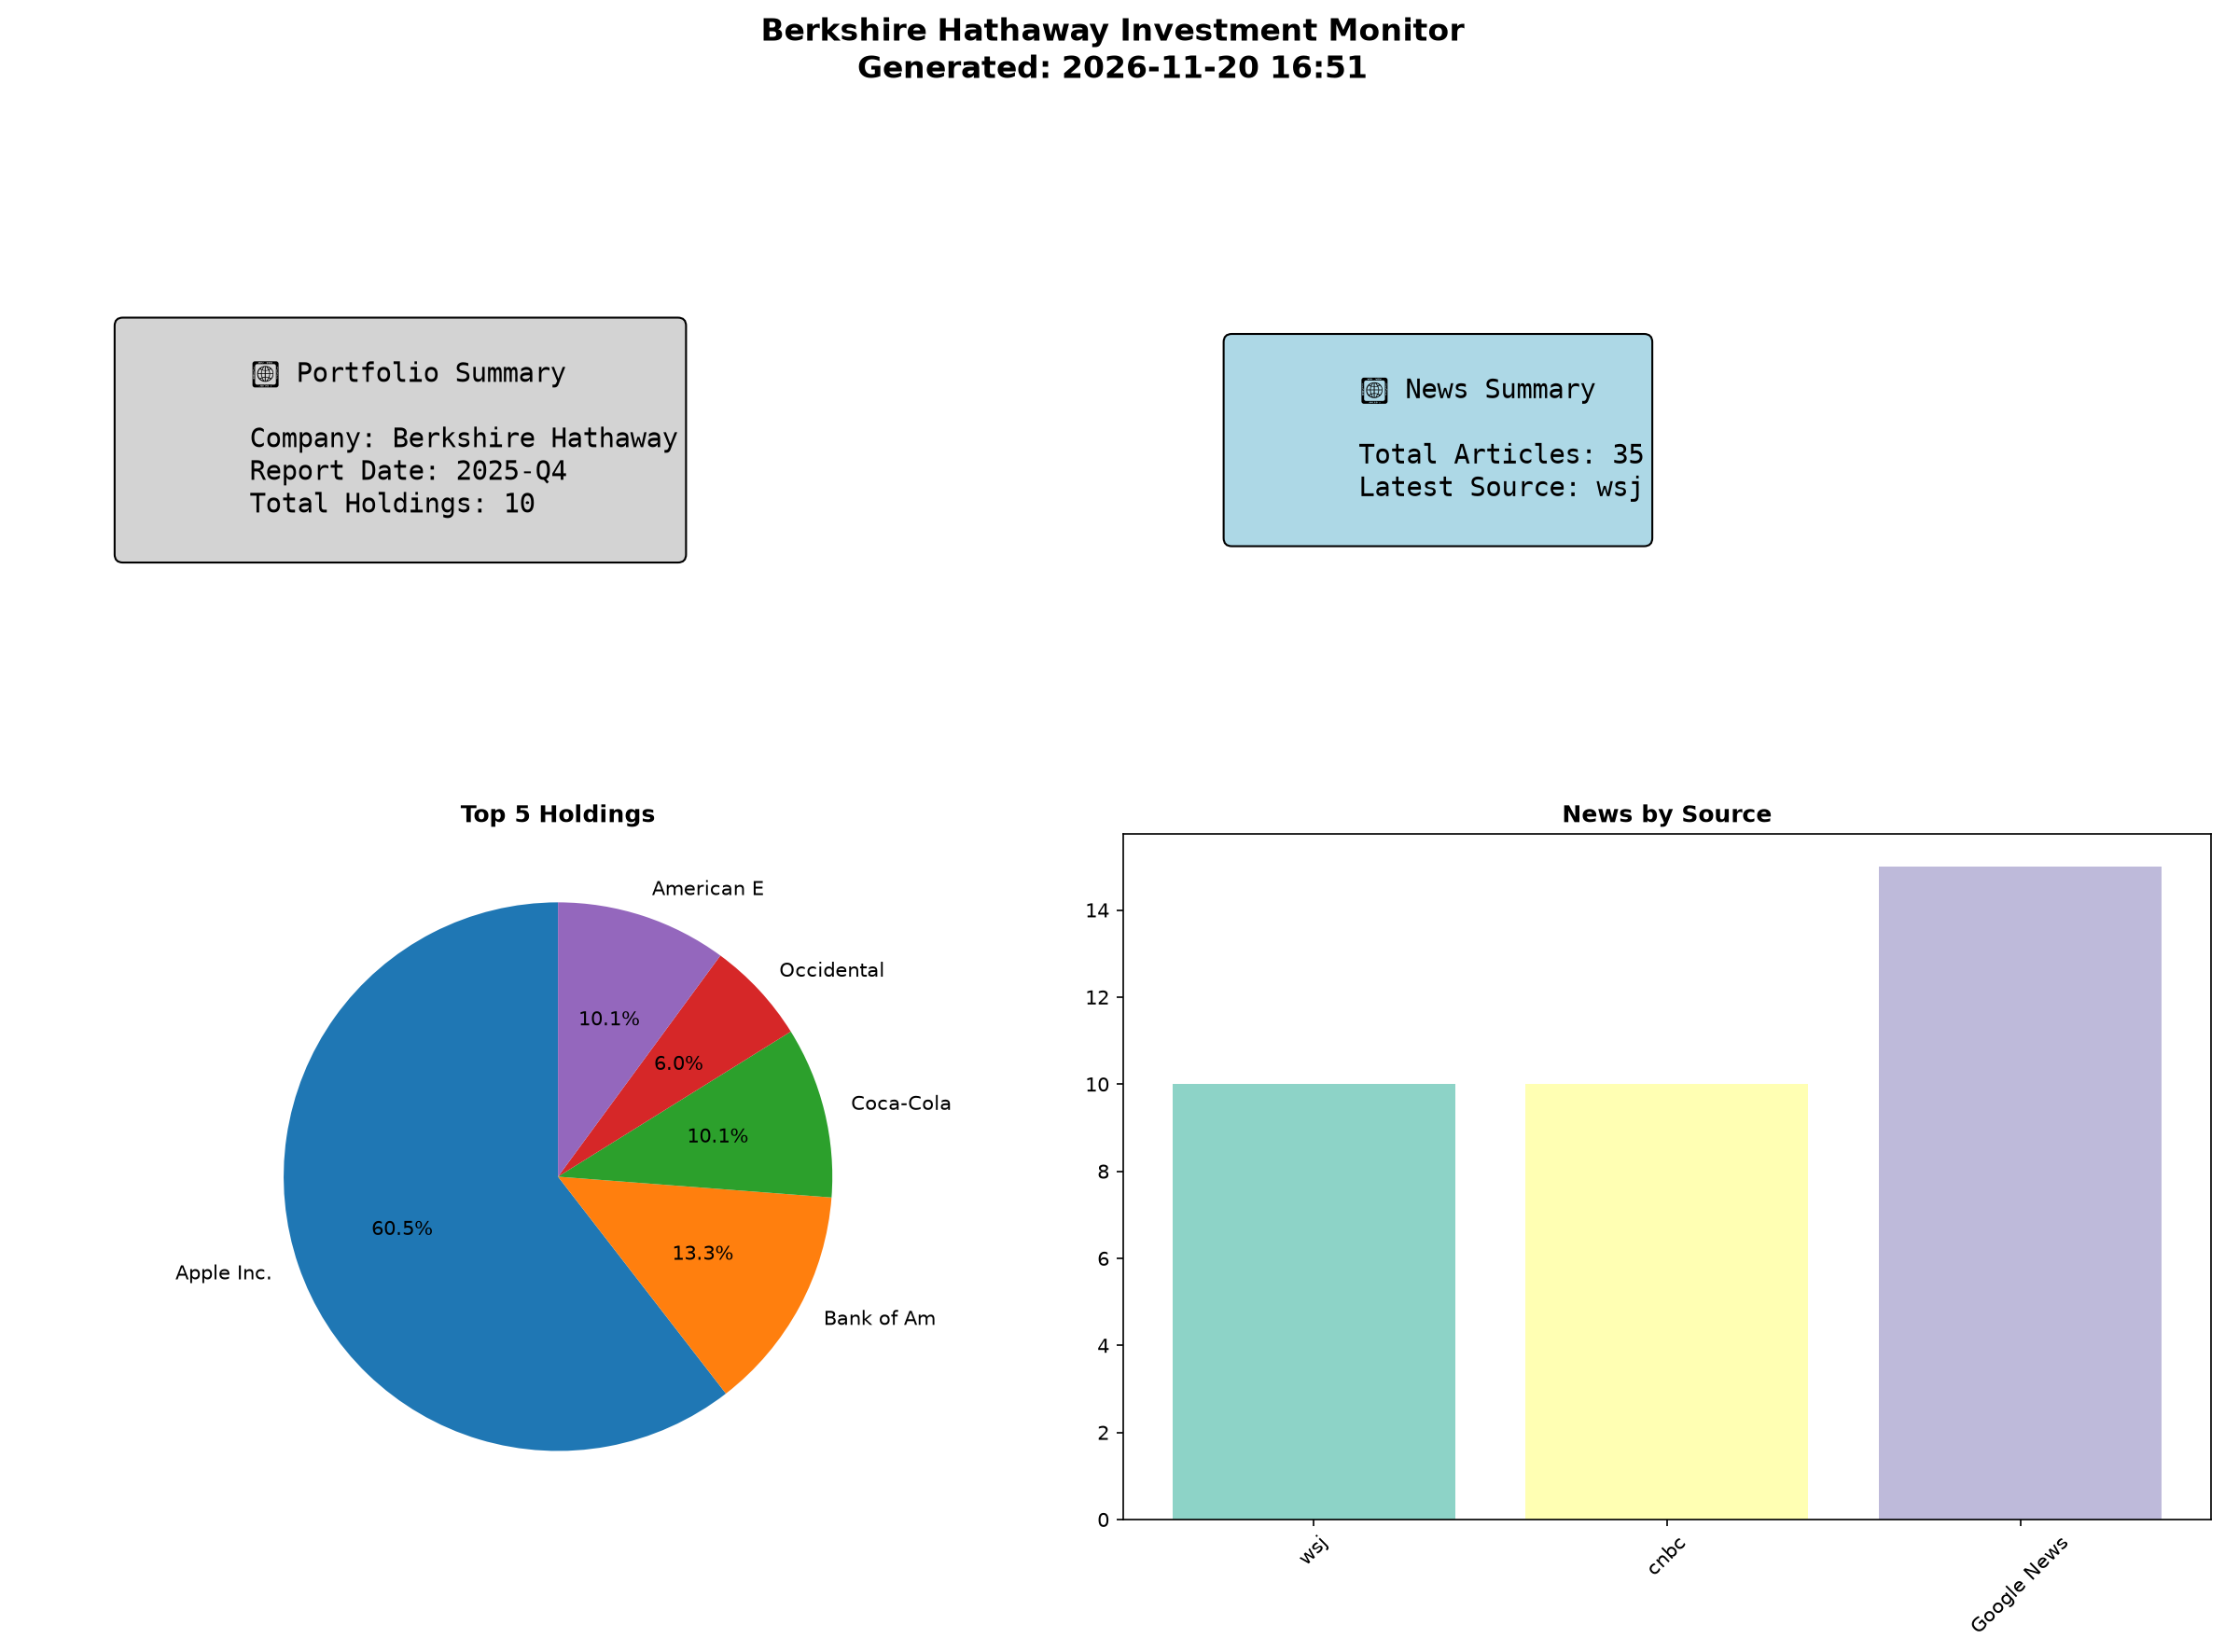 Berkshire Hathaway Investment Monitor
Generated: 2026-11-20 16:51
Portfolio Summary
Company: Berkshire Hathaway
Report Date: 2025-Q4
Total Holdings: 10
News Summary
Total Articles: 35
Latest Source: wsj
Top 5 Holdings
American E
Occidental
Coca-Cola
Bank of Am
Apple Inc.
10.1%
6.0%
10.1%
13.3%
60.5%
News by Source
14
12
10
8
6
4
2
0
wsj
cnbc
Google News